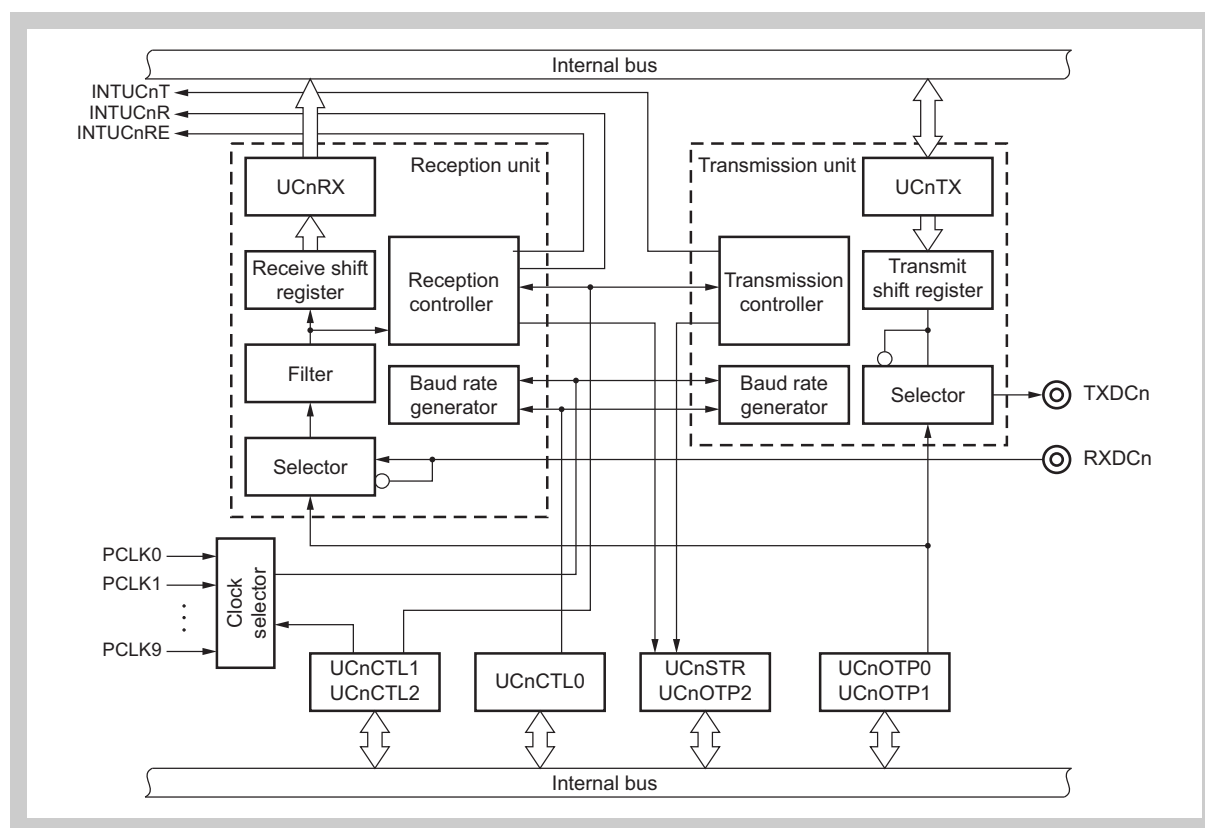 Internal bus
INTUCnT
INTUCnR
INTUCnRE
Reception unit
Transmission unit
UCnRX
UCnTX
Receive shift
register
Reception
controller
Transmission
controller
Transmit
shift register
Filter
Baud rate
generator
Baud rate
generator
Selector
TXDCn
Selector
RXDCn
PCLK0
PCLK1
PCLK9
Clock
selector
UCnCTL1
UCnCTL2
UCnCTL0
UCnSTR
UCnOTP2
UCnOTP0
UCnOTP1
Internal bus